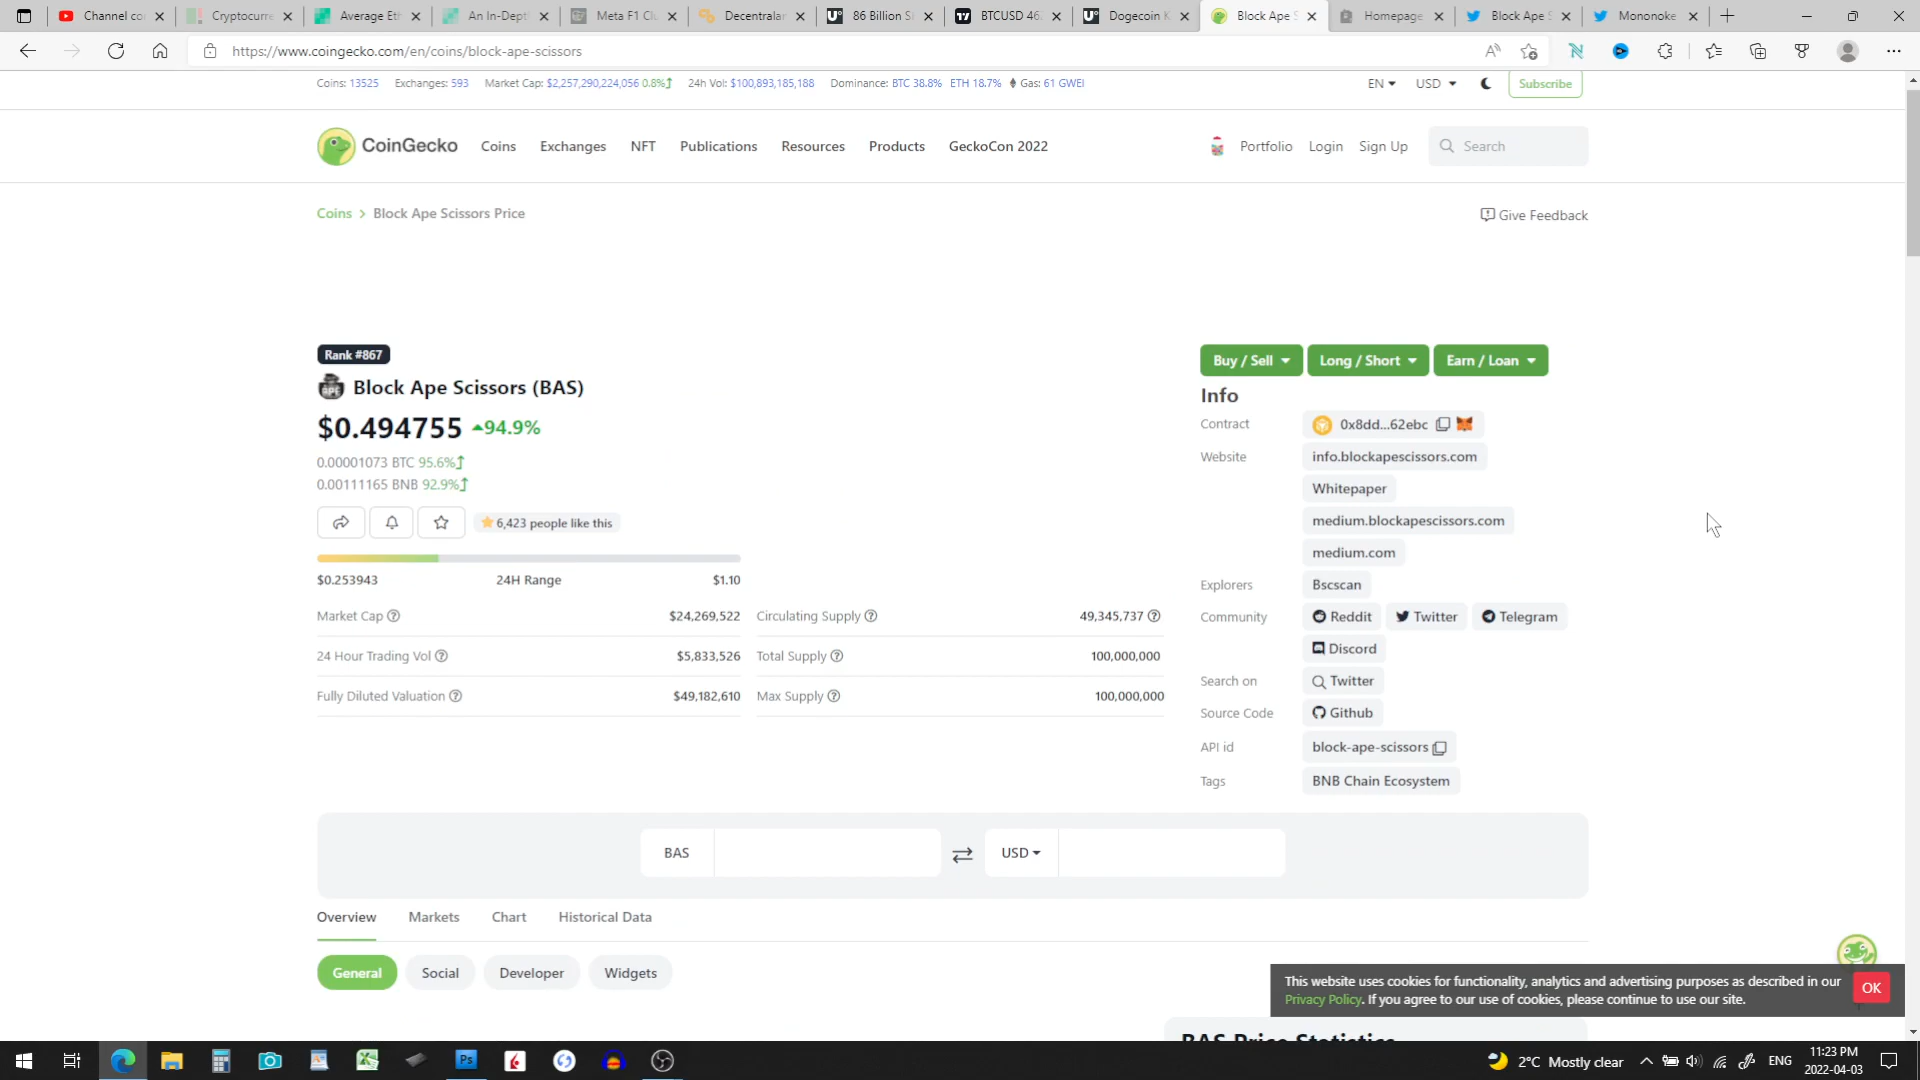 Channel co
Cryptocurre
Average Eth
An In-Dept
Meta F1 Clu
Decentralan
86 Billion S
BTCUSD 46
Dogecoin K
Block Ape S
Homepage
Block Ape S
Mononoke
https://www.coingecko.com/en/coins/block-ape-scissors
Coins: 13525 Exchanges: 593 Market Cap: $2,257,290,224,056 0.8% 24h Vol: $100,893,185,188 Dominance: BTC 38.8% ETH 18.7% Gas: 61 GWEI
EN USD Subscribe
CoinGecko Coins Exchanges NFT Publications Resources Products GeckoCon 2022 Portfolio Login Sign Up Search
Coins > Block Ape Scissors Price
Give Feedback
Rank #867
Block Ape Scissors (BAS)
$0.494755 94.9%
0.00001073 BTC 95.6%
0.00111165 BNB 92.9%
6,423 people like this
$0.253943 24H Range $1.10
Market Cap $24,269,522
24 Hour Trading Vol $5,833,526
Fully Diluted Valuation $49,182,610
Circulating Supply 49,345,737
Total Supply 100,000,000
Max Supply 100,000,000
Buy / Sell Long / Short Earn / Loan
Info
Contract 0x8dd...62ebc
Website info.blockapescissors.com
Whitepaper
medium.blockapescissors.com
medium.com
Explorers Bscscan
Community Reddit Twitter Telegram
Discord
Search on Twitter
Source Code Github
API id block-ape-scissors
Tags BNB Chain Ecosystem
BAS USD
Overview Markets Chart Historical Data
General Social Developer Widgets
This website uses cookies for functionality, analytics and advertising purposes as described in our
Privacy Policy. If you agree to our use of cookies, please continue to use our site.
OK
BAS Price Statistics
Ps
2°C Mostly clear
ENG
11:23 PM
2022-04-03